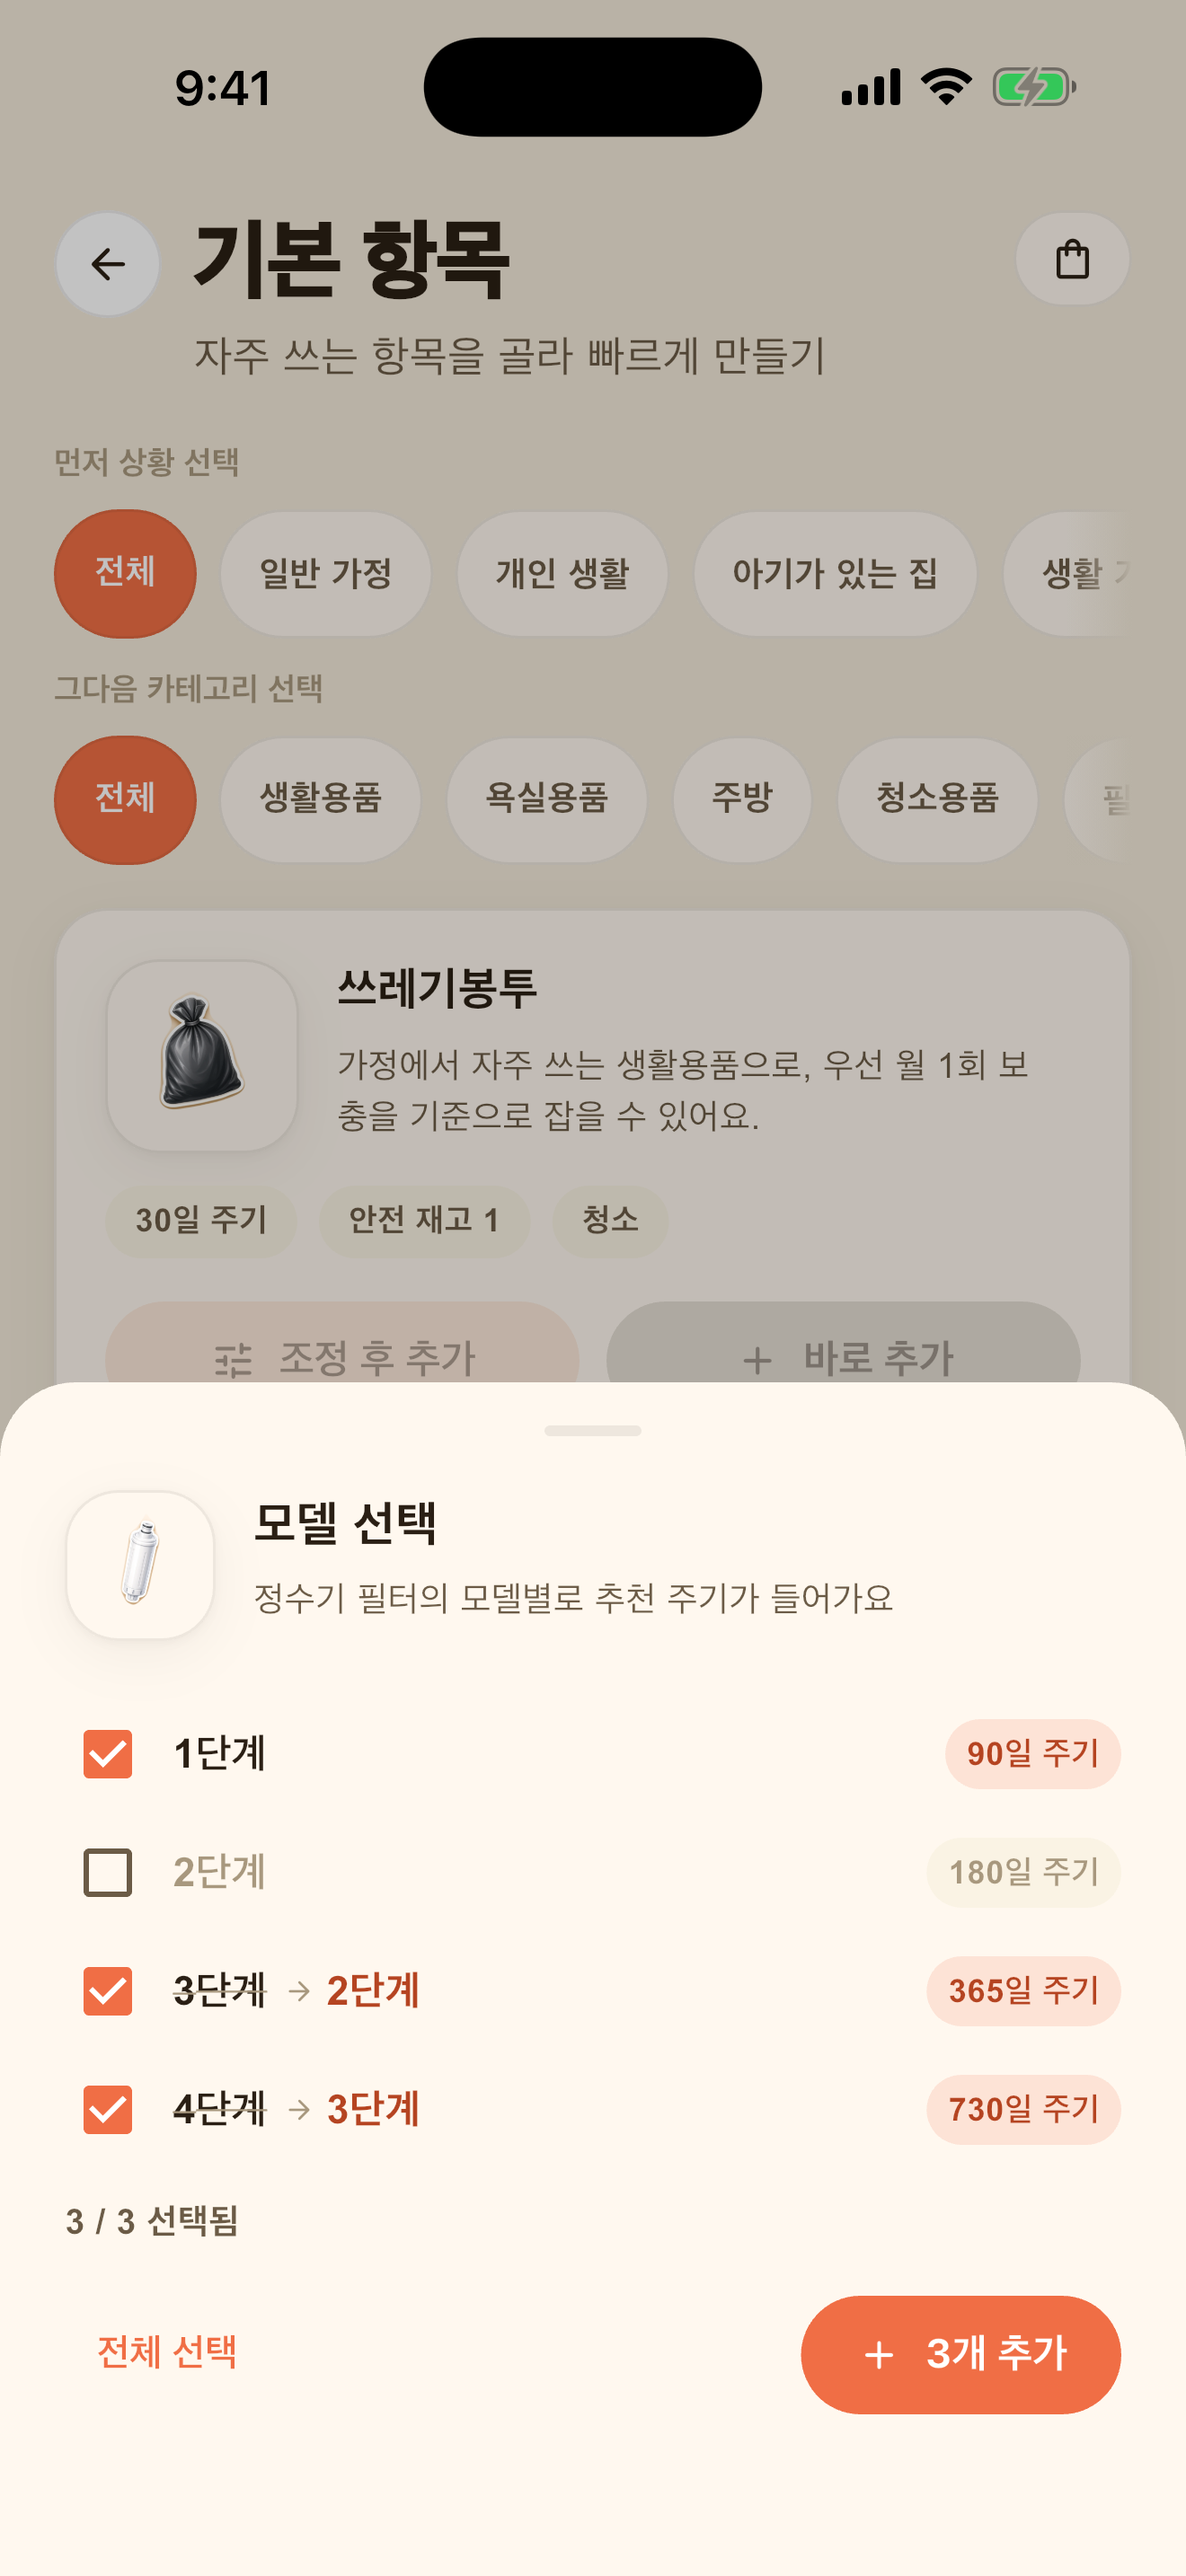 9:41
기본 항목
자주 쓰는 항목을 골라 빠르게 만들기
먼저 상황 선택
전체
일반 가정
개인 생활
아기가 있는 집
생활
그다음 카테고리 선택
전체
생활용품
욕실용품
주방
청소용품
쓰레기봉투
가정에서 자주 쓰는 생활용품으로, 우선 월 1회 보
충을 기준으로 잡을 수 있어요.
30일 주기
안전 재고 1
청소
조정 후 추가
+ 바로 추가
모델 선택
정수기 필터의 모델별로 추천 주기가 들어가요
1단계
90일 주기
2단계
180일 주기
3단계 → 2단계
365일 주기
4단계 → 3단계
730일 주기
3 / 3 선택됨
전체 선택
+ 3개 추가